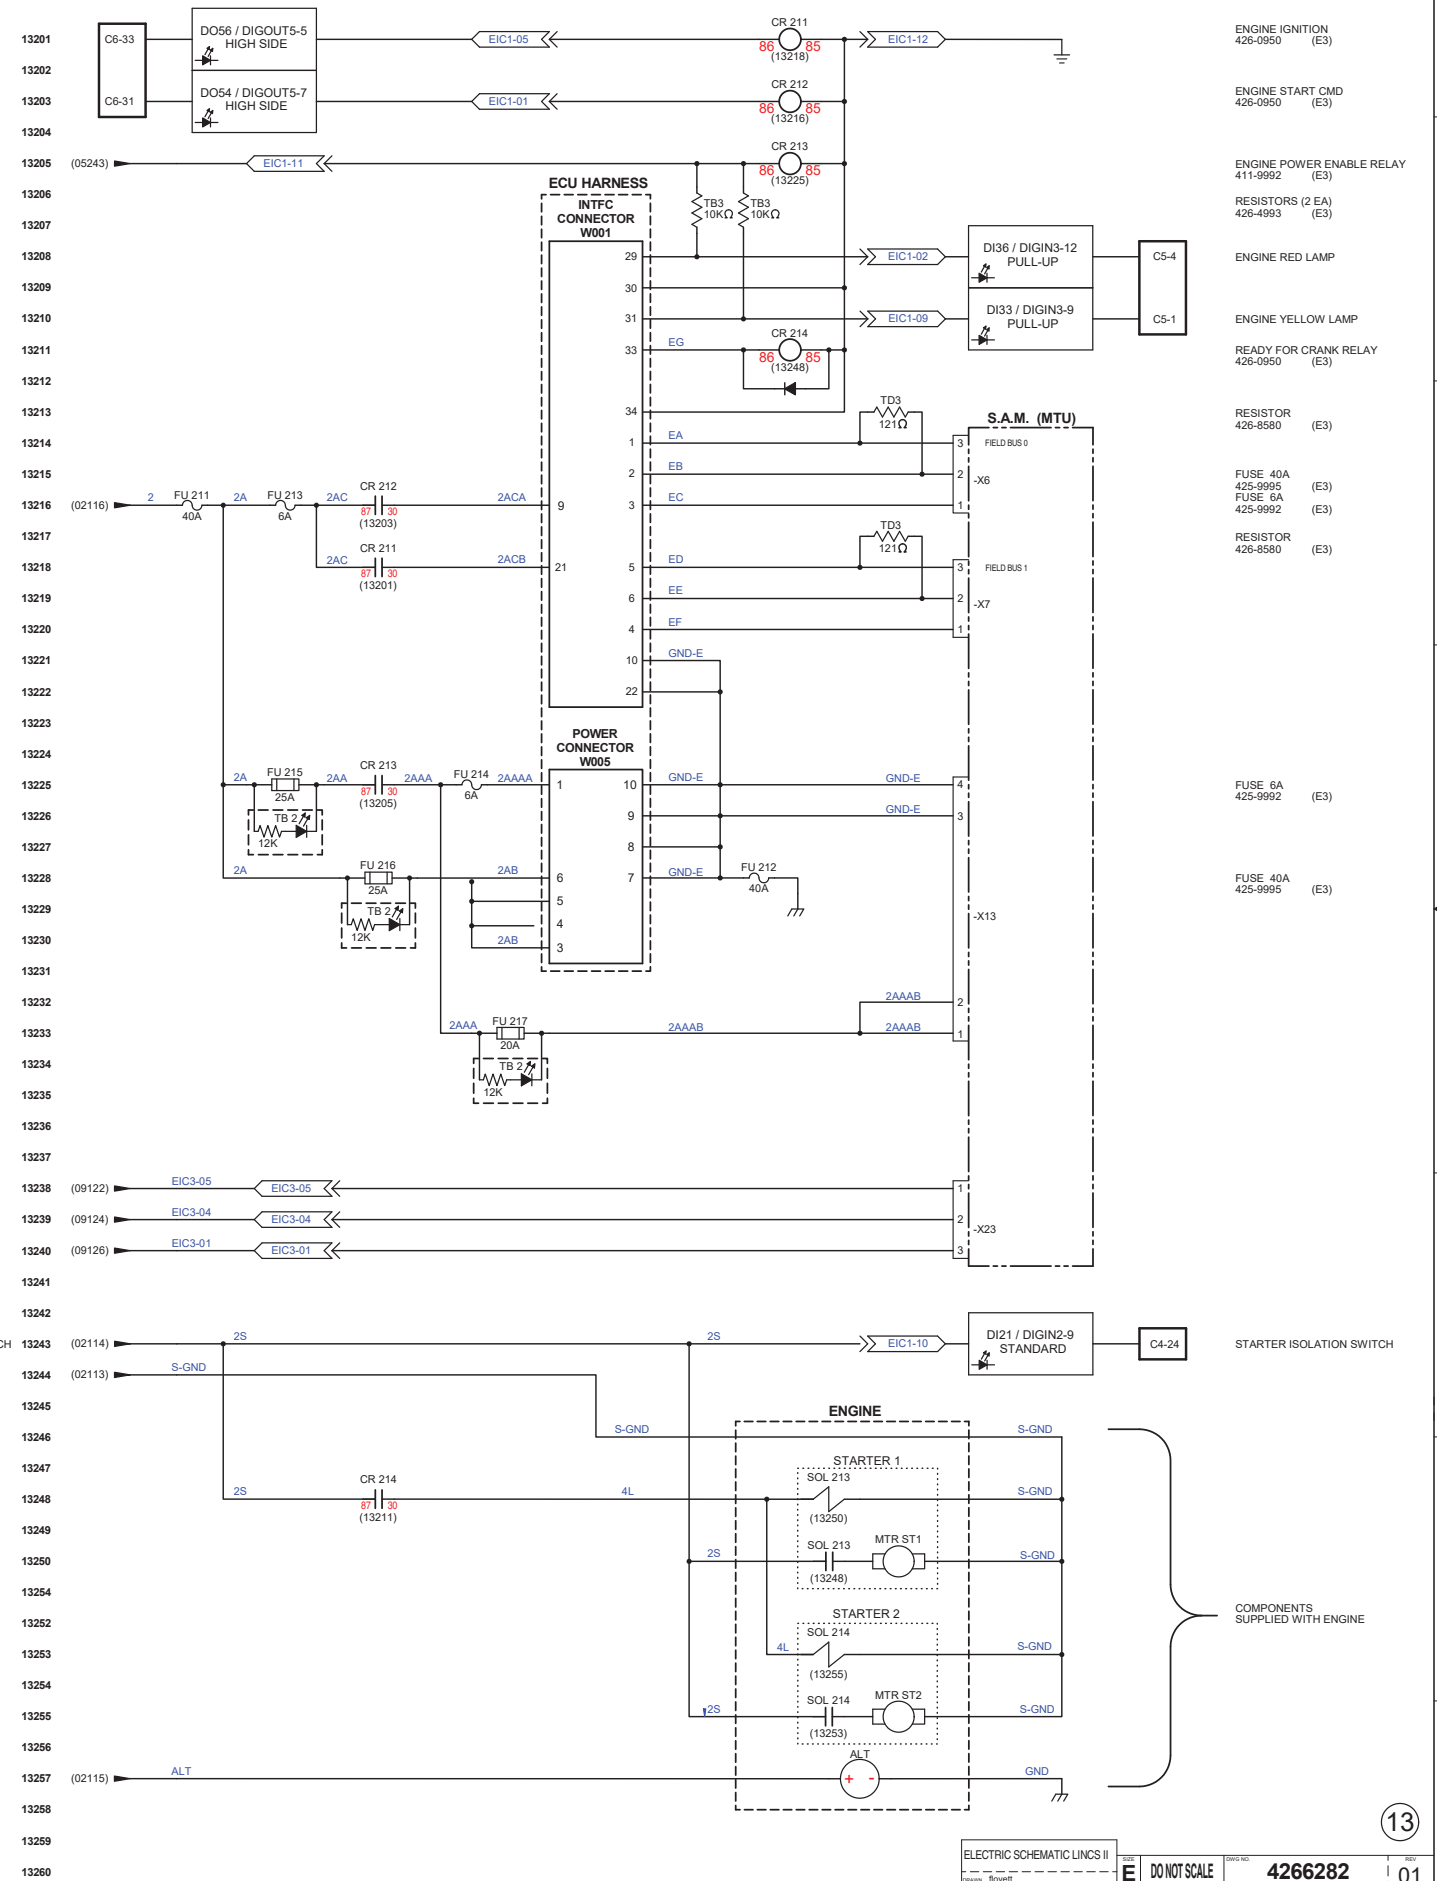 13201 C6-33 DO56 / DIGOUT5-5 HIGH SIDE EIC1-05 CR 211 86 85 (13218) EIC1-12 ENGINE IGNITION 426-0950 (E3)
13202
13203 C6-31 DO54 / DIGOUT5-7 HIGH SIDE EIC1-01 CR 212 86 85 (13216) ENGINE START CMD 426-0950 (E3)
13204
13205 (05243) EIC1-11 CR 213 86 85 (13225) ENGINE POWER ENABLE RELAY 411-9992 (E3)
ECU HARNESS
13206 INTFC TB3 10KΩ TB3 10KΩ RESISTORS (2 EA) 426-4993 (E3)
CONNECTOR
13207 W001
13208 29 EIC1-02 DI36 / DIGIN3-12 PULL-UP C5-4 ENGINE RED LAMP
13209 30
13210 31 EIC1-09 DI33 / DIGIN3-9 PULL-UP C5-1 ENGINE YELLOW LAMP
13211 33 EG CR 214 86 85 (13248) READY FOR CRANK RELAY 426-0950 (E3)
13212
13213 34 TD3 121Ω S.A.M. (MTU) RESISTOR 426-8580 (E3)
13214 1 EA 3 FIELD BUS 0
13215 2 EB 2 -X6 FUSE 40A 425-9995 (E3)
13216 (02116) 2 FU 211 40A 2A FU 213 6A 2AC CR 212 87 30 (13203) 2ACA 9 3 EC 1 FUSE 6A 425-9992 (E3)
13217 TD3 121Ω RESISTOR 426-8580 (E3)
13218 2AC CR 211 87 30 (13201) 2ACB 21 5 ED 3 FIELD BUS 1
13219 6 EE 2 -X7
13220 4 EF 1
13221 10 GND-E
13222 22
13223
13224 POWER CONNECTOR W005
13225 2A FU 215 25A 2AA CR 213 87 30 (13205) 2AAA FU 214 6A 2AAAA 1 10 GND-E GND-E 4 FUSE 6A 425-9992 (E3)
13226 TB 2 12K 9 GND-E 3
13227 8
13228 2A FU 216 25A 2AB 6 7 GND-E FU 212 40A FUSE 40A 425-9995 (E3)
13229 TB 2 12K 5 4 -X13
13230 2AB 3
13231
13232 2AAAB 2
13233 2AAA FU 217 20A 2AAAB 2AAAB 1
13234 TB 2 12K
13235
13236
13237
13238 (09122) EIC3-05 EIC3-05 1
13239 (09124) EIC3-04 EIC3-04 2 -X23
13240 (09126) EIC3-01 EIC3-01 3
13241
13242
CH 13243 (02114) 2S 2S EIC1-10 DI21 / DIGIN2-9 STANDARD C4-24 STARTER ISOLATION SWITCH
13244 (02113) S-GND
13245 ENGINE
13246 S-GND S-GND
13247 STARTER 1
13248 2S CR 214 87 30 (13211) 4L SOL 213 (13250) S-GND
13249
13250 2S SOL 213 (13248) MTR ST1 S-GND
13254
13252 STARTER 2 COMPONENTS SUPPLIED WITH ENGINE
13253 4L SOL 214 (13255) S-GND
13254
13255 2S SOL 214 (13253) MTR ST2 S-GND
13256 ALT
13257 (02115) ALT + - GND
13258 13
13259
ELECTRIC SCHEMATIC LINCS II
13260 SIZE E DO NOT SCALE DWG NO. 4266282 REV 01
DRAWN flovett